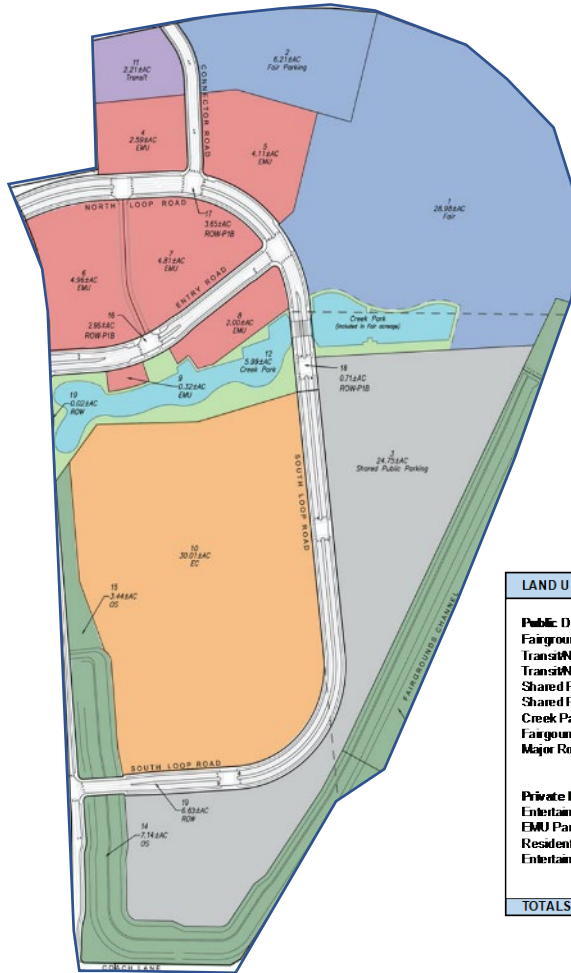 11
2.21±AC
Transit
2
6.21±AC
Fair Parking
CONNECTOR ROAD
4
2.59±AC
EMU
5
4.11±AC
EMU
1
28.98±AC
Fair
NORTH LOOP ROAD
17
3.65±AC
ROW-P1B
7
4.81±AC
EMU
6
4.96±AC
EMU
ENTRY ROAD
16
2.95±AC
ROW-P1B
8
2.00±AC
EMU
Creek Park
(included in Fair acreage)
12
5.99±AC
Creek Park
18
0.71±AC
ROW-P1B
9
0.32±AC
EMU
19
0.02±AC
ROW
3
24.75±AC
Shared Public Parking
SOUTH LOOP ROAD
10
30.01±AC
EC
15
3.44±AC
OS
FAIRGROUNDS CHANNEL
SOUTH LOOP ROAD
19
6.63±AC
ROW
14
7.14±AC
OS
COACH LANE
LAND U
Public D
Fairgroun
Transit/N
Transit/N
Shared P
Shared P
Creek Pa
Fairgoun
Major Ro
Private I
Entertain
EMU Par
Resident
Entertain
TOTALS